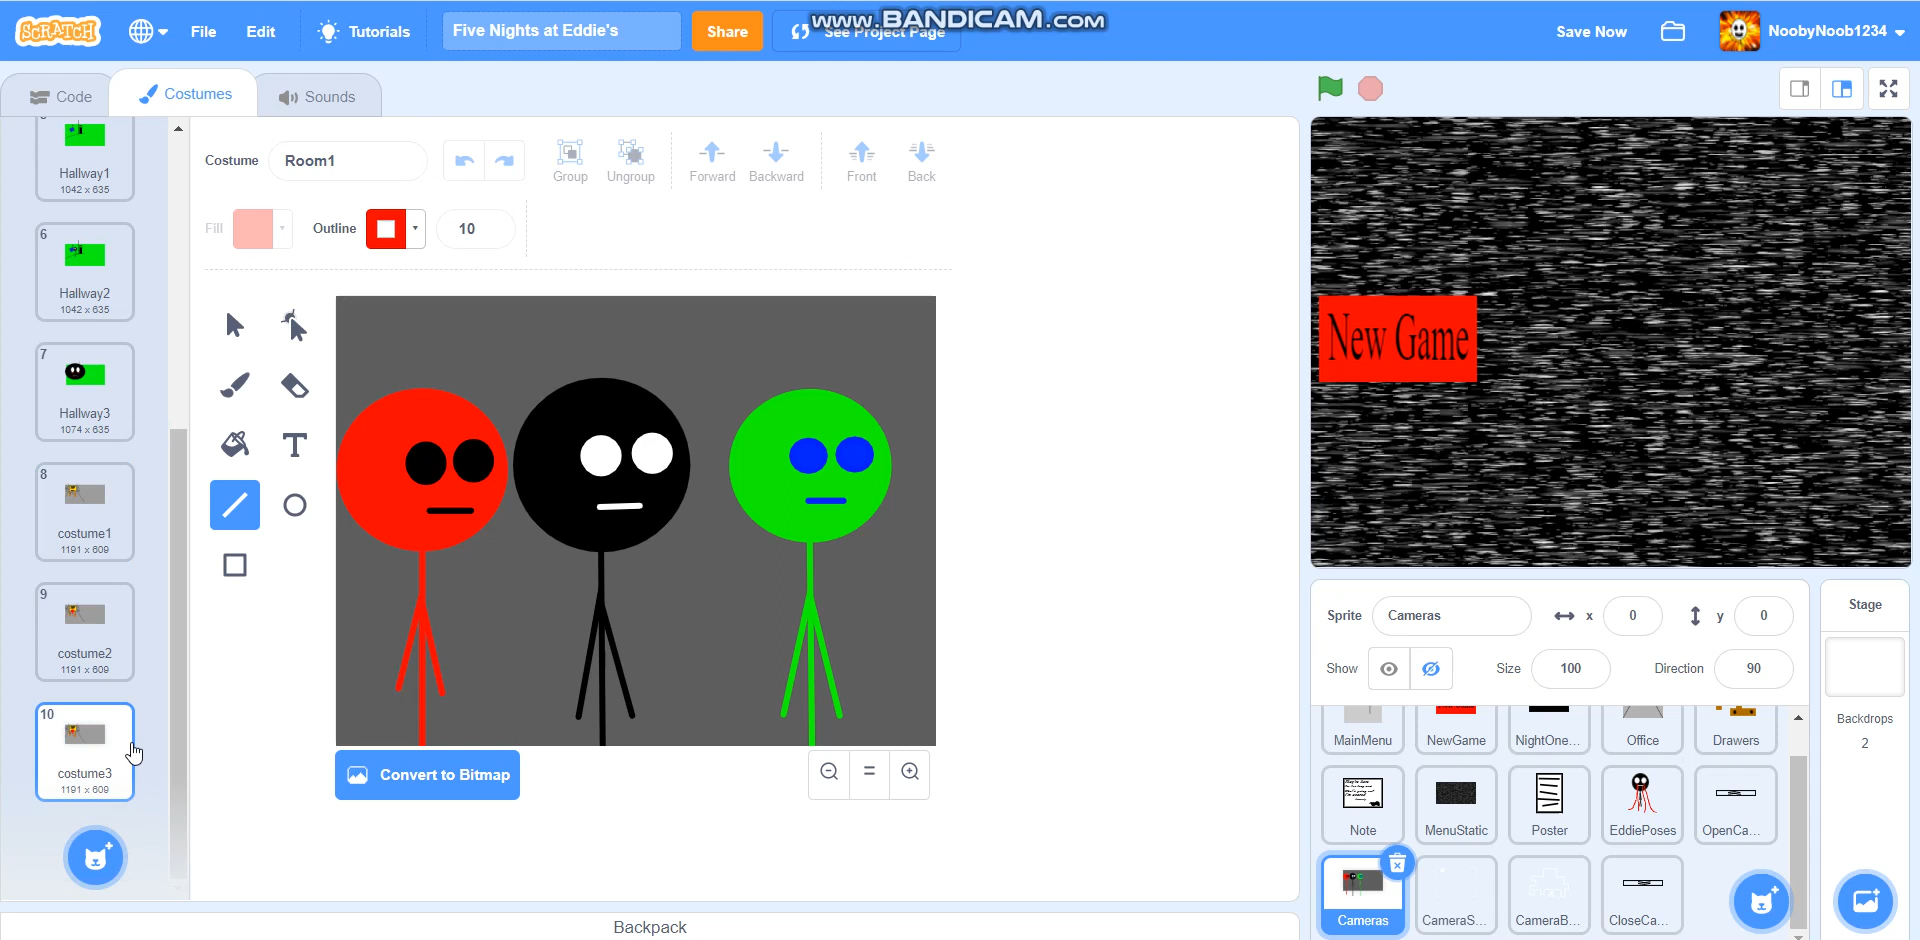 SCRATCH
File
Edit
Tutorials
Five Nights at Eddie's
Share
See Project Page
www.BANDICAM.com
Save Now
NoobyNoob1234
Code
Costumes
Sounds
Costume
Room1
Group
Ungroup
Forward
Backward
Front
Back
Fill
Outline
10
Hallway1
1042 x 635
6
Hallway2
1042 x 635
7
Hallway3
1074 x 635
8
costume1
1191 x 609
9
costume2
1191 x 609
10
costume3
1191 x 609
Convert to Bitmap
Backpack
New Game
Sprite
Cameras
x
0
y
0
Show
Size
100
Direction
90
MainMenu
NewGame
NightOne...
Office
Drawers
Note
MenuStatic
Poster
EddiePoses
OpenCa...
Cameras
CameraS...
CameraB...
CloseCa...
Stage
Backdrops
2